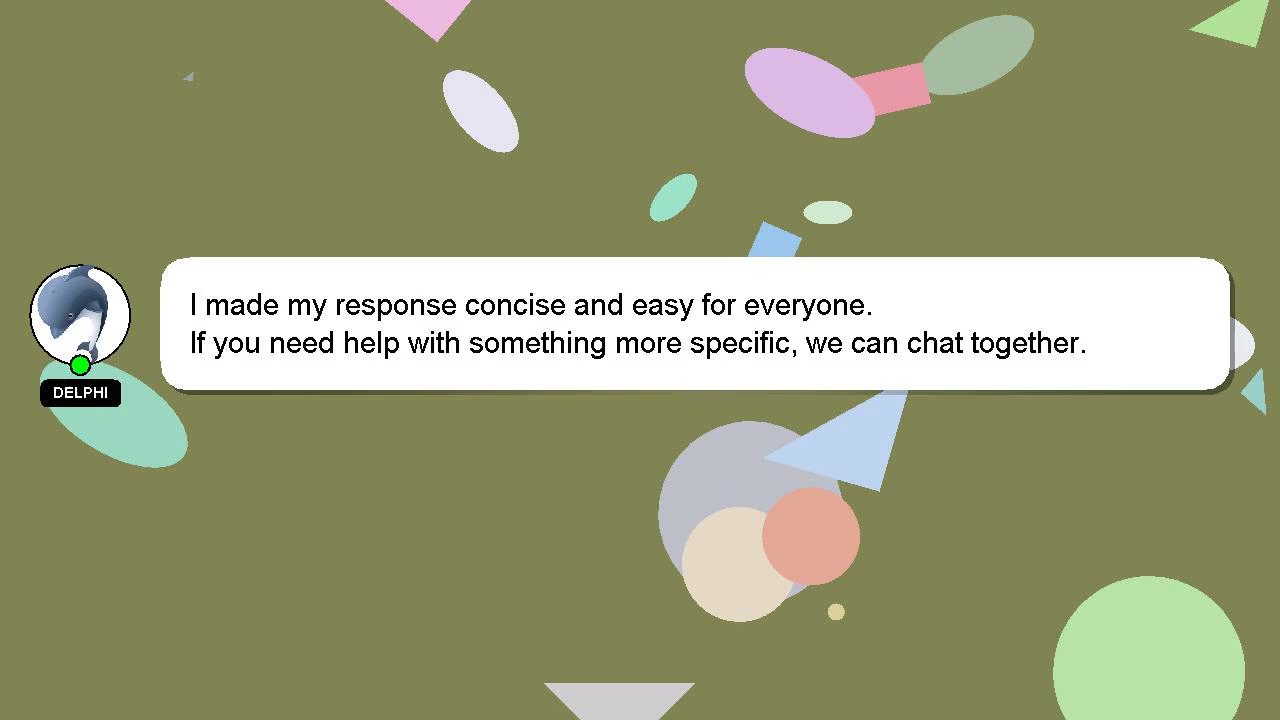 I made my response concise and easy for everyone.
If you need help with something more specific, we can chat together.
DELPHI